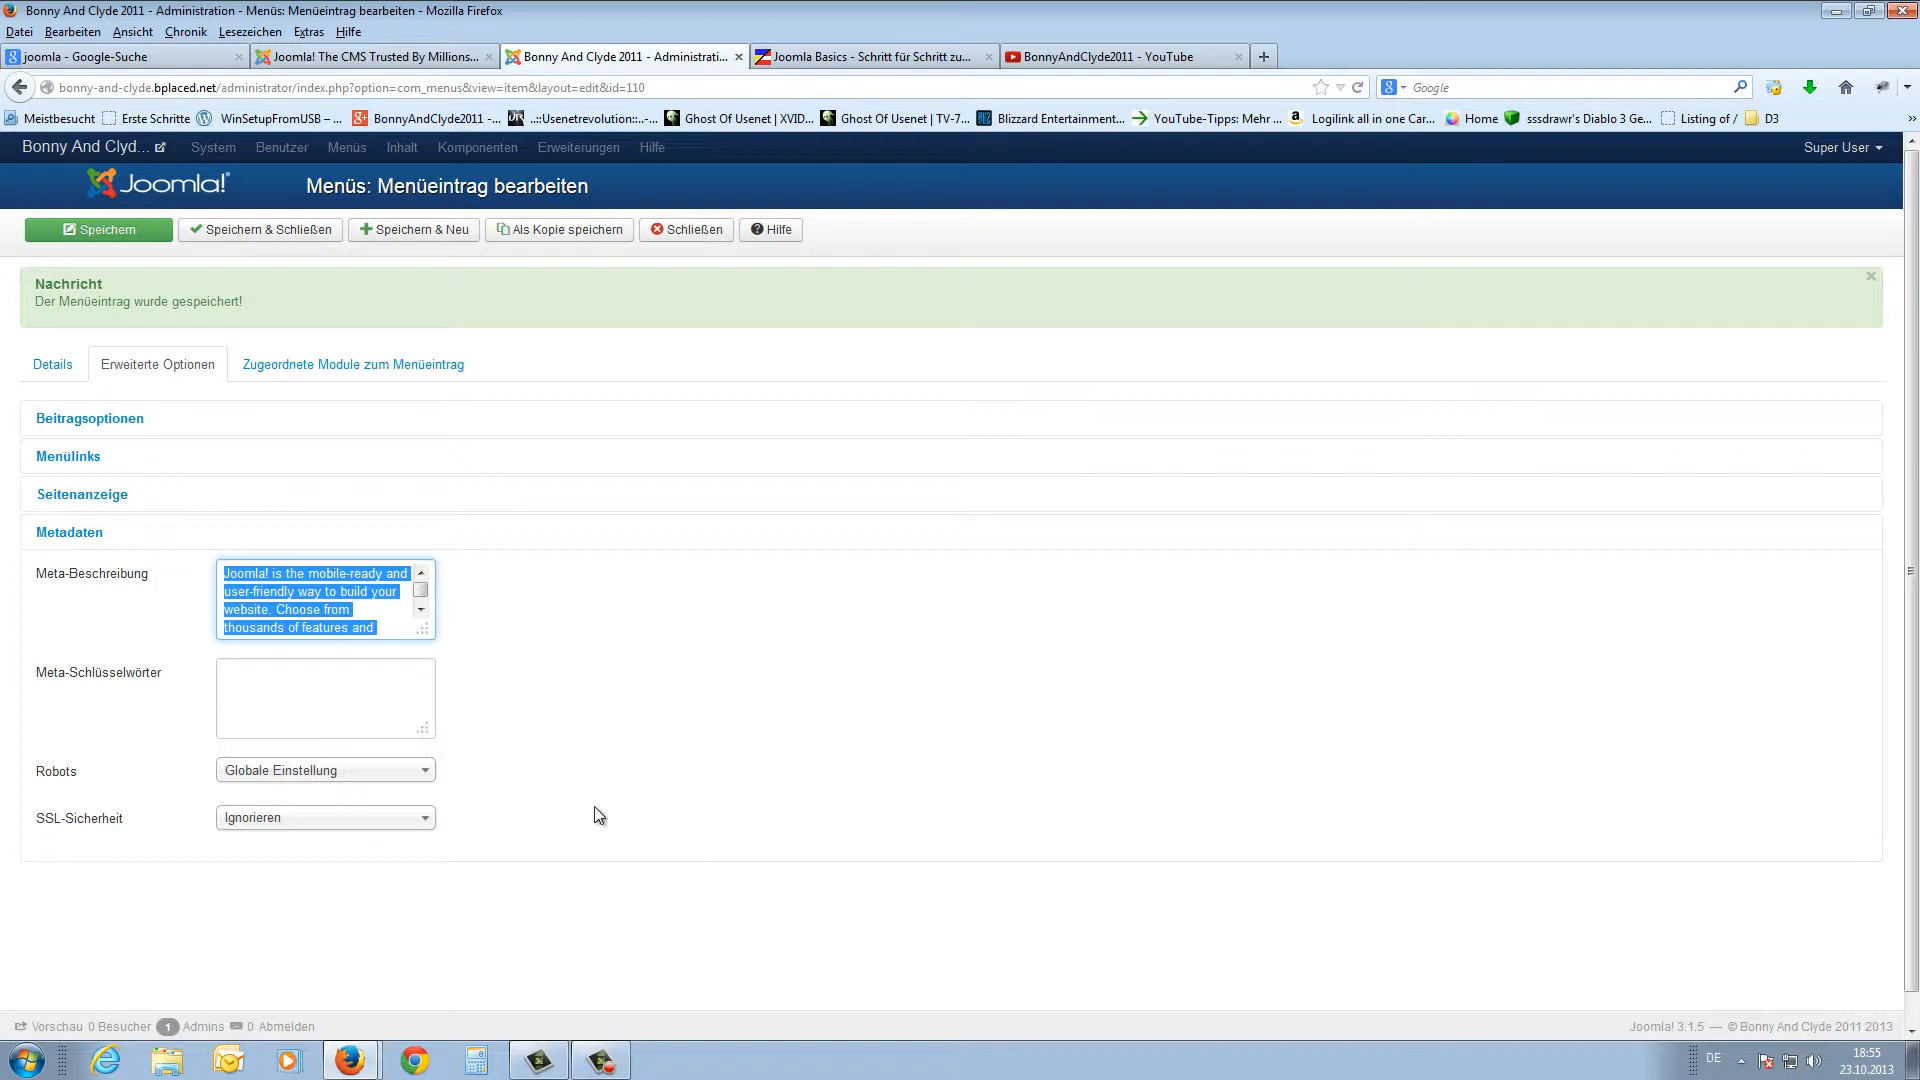 Bonny And Clyde 2011 - Administration - Menüs: Menüeintrag bearbeiten - Mozilla Firefox
Datei Bearbeiten Ansicht Chronik Lesezeichen Extras Hilfe
joomla - Google-Suche
Joomla! The CMS Trusted By Millions...
Bonny And Clyde 2011 - Administrati...
Joomla Basics - Schritt für Schritt zu...
BonnyAndClyde2011 - YouTube
bonny-and-clyde.bplaced.net/administrator/index.php?option=com_menus&view=item&layout=edit&id=110
Google
Meistbesucht Erste Schritte WinSetupFromUSB – ... BonnyAndClyde2011 -... ..::Usenetrevolution::..-... Ghost Of Usenet | XVID... Ghost Of Usenet | TV-7... Blizzard Entertainment... YouTube-Tipps: Mehr ... Logilink all in one Car... Home sssdrawr's Diablo 3 Ge... Listing of / D3 »
Bonny And Clyd... System Benutzer Menüs Inhalt Komponenten Erweiterungen Hilfe Super User
Joomla! Menüs: Menüeintrag bearbeiten
Speichern Speichern & Schließen Speichern & Neu Als Kopie speichern Schließen Hilfe
Nachricht
Der Menüeintrag wurde gespeichert!
Details Erweiterte Optionen Zugeordnete Module zum Menüeintrag
Beitragsoptionen
Menülinks
Seitenanzeige
Metadaten
Meta-Beschreibung
Joomla! is the mobile-ready and
user-friendly way to build your
website. Choose from
thousands of features and
Meta-Schlüsselwörter
Robots Globale Einstellung
SSL-Sicherheit Ignorieren
Vorschau 0 Besucher 1 Admins 0 Abmelden
Joomla! 3.1.5 — © Bonny And Clyde 2011 2013
DE 18:55
23.10.2013